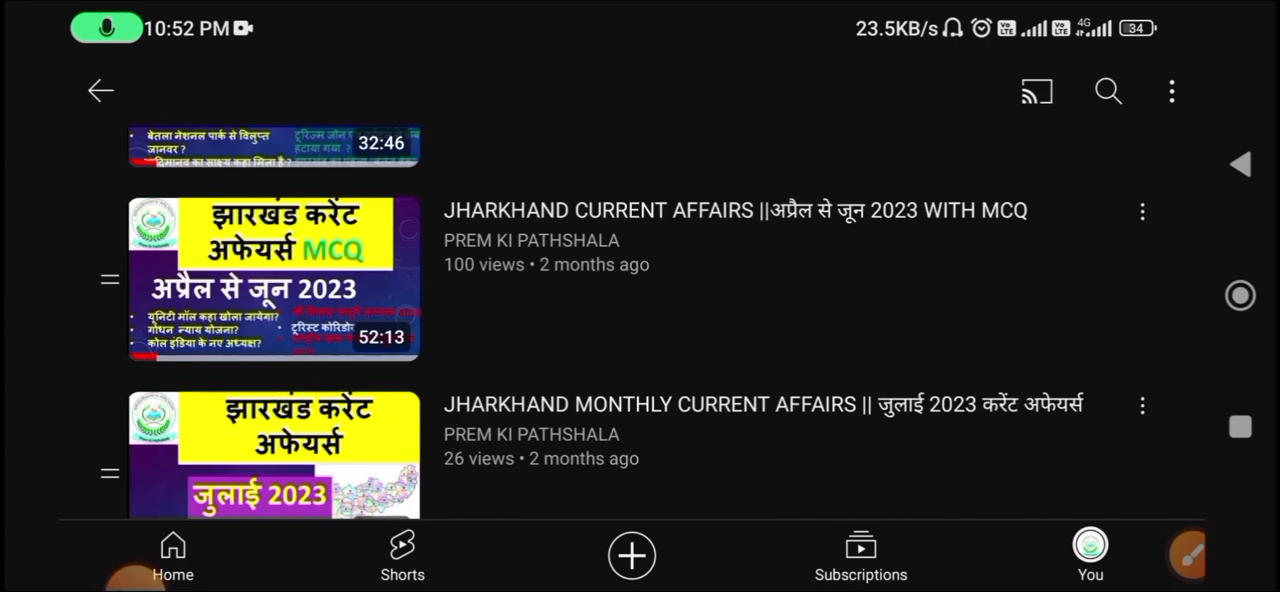 10:52 PM
23.5KB/s
4G
34
बेतला नेशनल पार्क से विलुप्त
जानवर ?
हटाया गया ?
32:46
झारखंड करेंट
अफेयर्स MCQ
अप्रैल से जून 2023
यूनिटी मॉल कहा खोला जायेगा?
गोधन न्याय योजना?
कोल इंडिया के नए अध्यक्ष?
टूरिस्ट कोरिडोर
52:13
JHARKHAND CURRENT AFFAIRS ||अप्रैल से जून 2023 WITH MCQ
PREM KI PATHSHALA
100 views • 2 months ago
झारखंड करेंट
अफेयर्स
जुलाई 2023
JHARKHAND MONTHLY CURRENT AFFAIRS || जुलाई 2023 करेंट अफेयर्स
PREM KI PATHSHALA
26 views • 2 months ago
Home
Shorts
Subscriptions
You